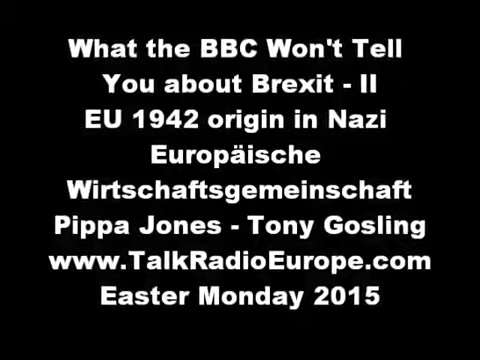 What the BBC Won't Tell
You about Brexit - II
EU 1942 origin in Nazi
Europäische
Wirtschaftsgemeinschaft
Pippa Jones - Tony Gosling
www.TalkRadioEurope.com
Easter Monday 2015